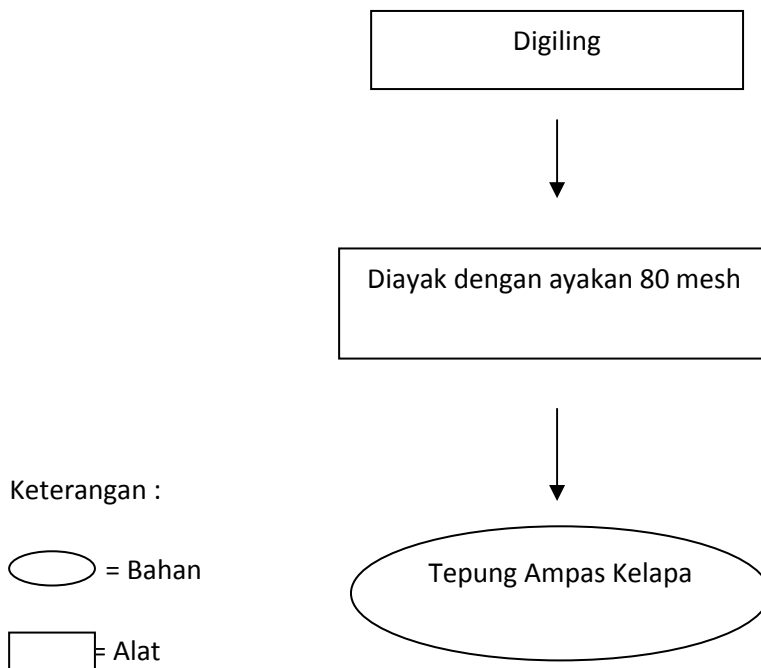 Digiling
Diayak dengan ayakan 80 mesh
Keterangan :
= Bahan
Tepung Ampas Kelapa
= Alat